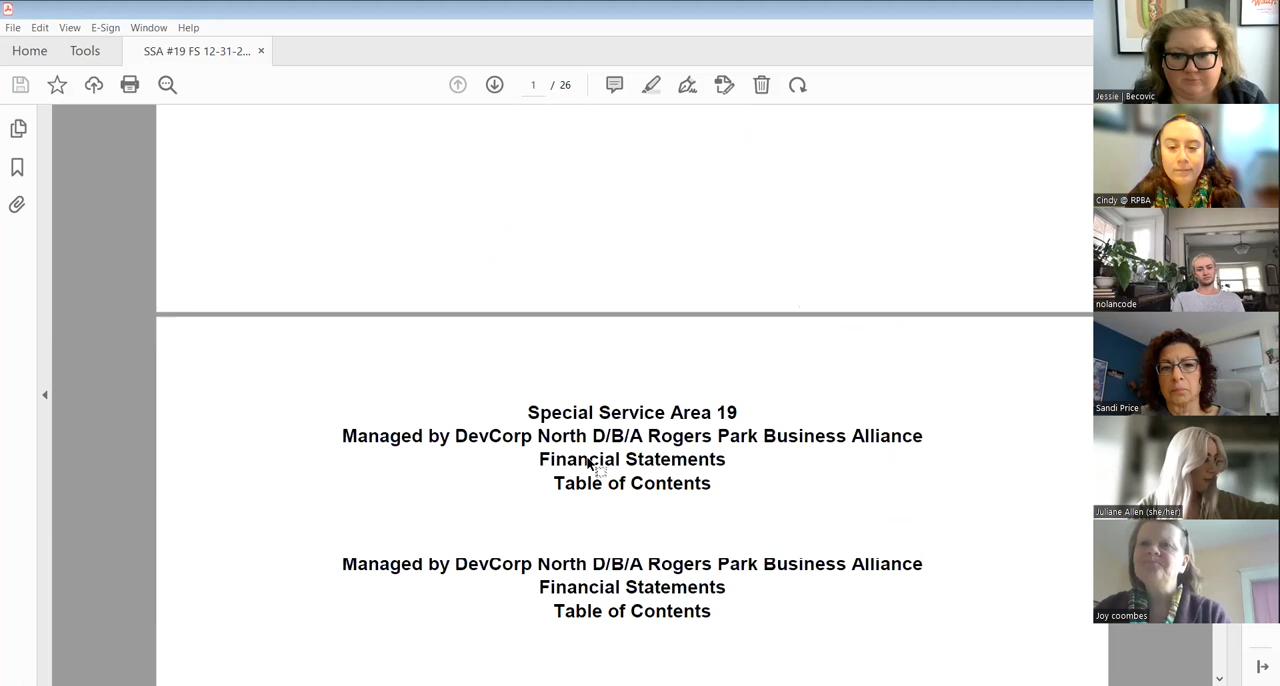 File Edit View E-Sign Window Help
Home Tools SSA #19 FS 12-31-2... ×
1 / 26
Special Service Area 19
Managed by DevCorp North D/B/A Rogers Park Business Alliance
Financial Statements
Table of Contents
Managed by DevCorp North D/B/A Rogers Park Business Alliance
Financial Statements
Table of Contents
Jessie | Becovic
Cindy @ RPBA
nolancode
Sandi Price
Juliane Allen (she/her)
Joy coombes